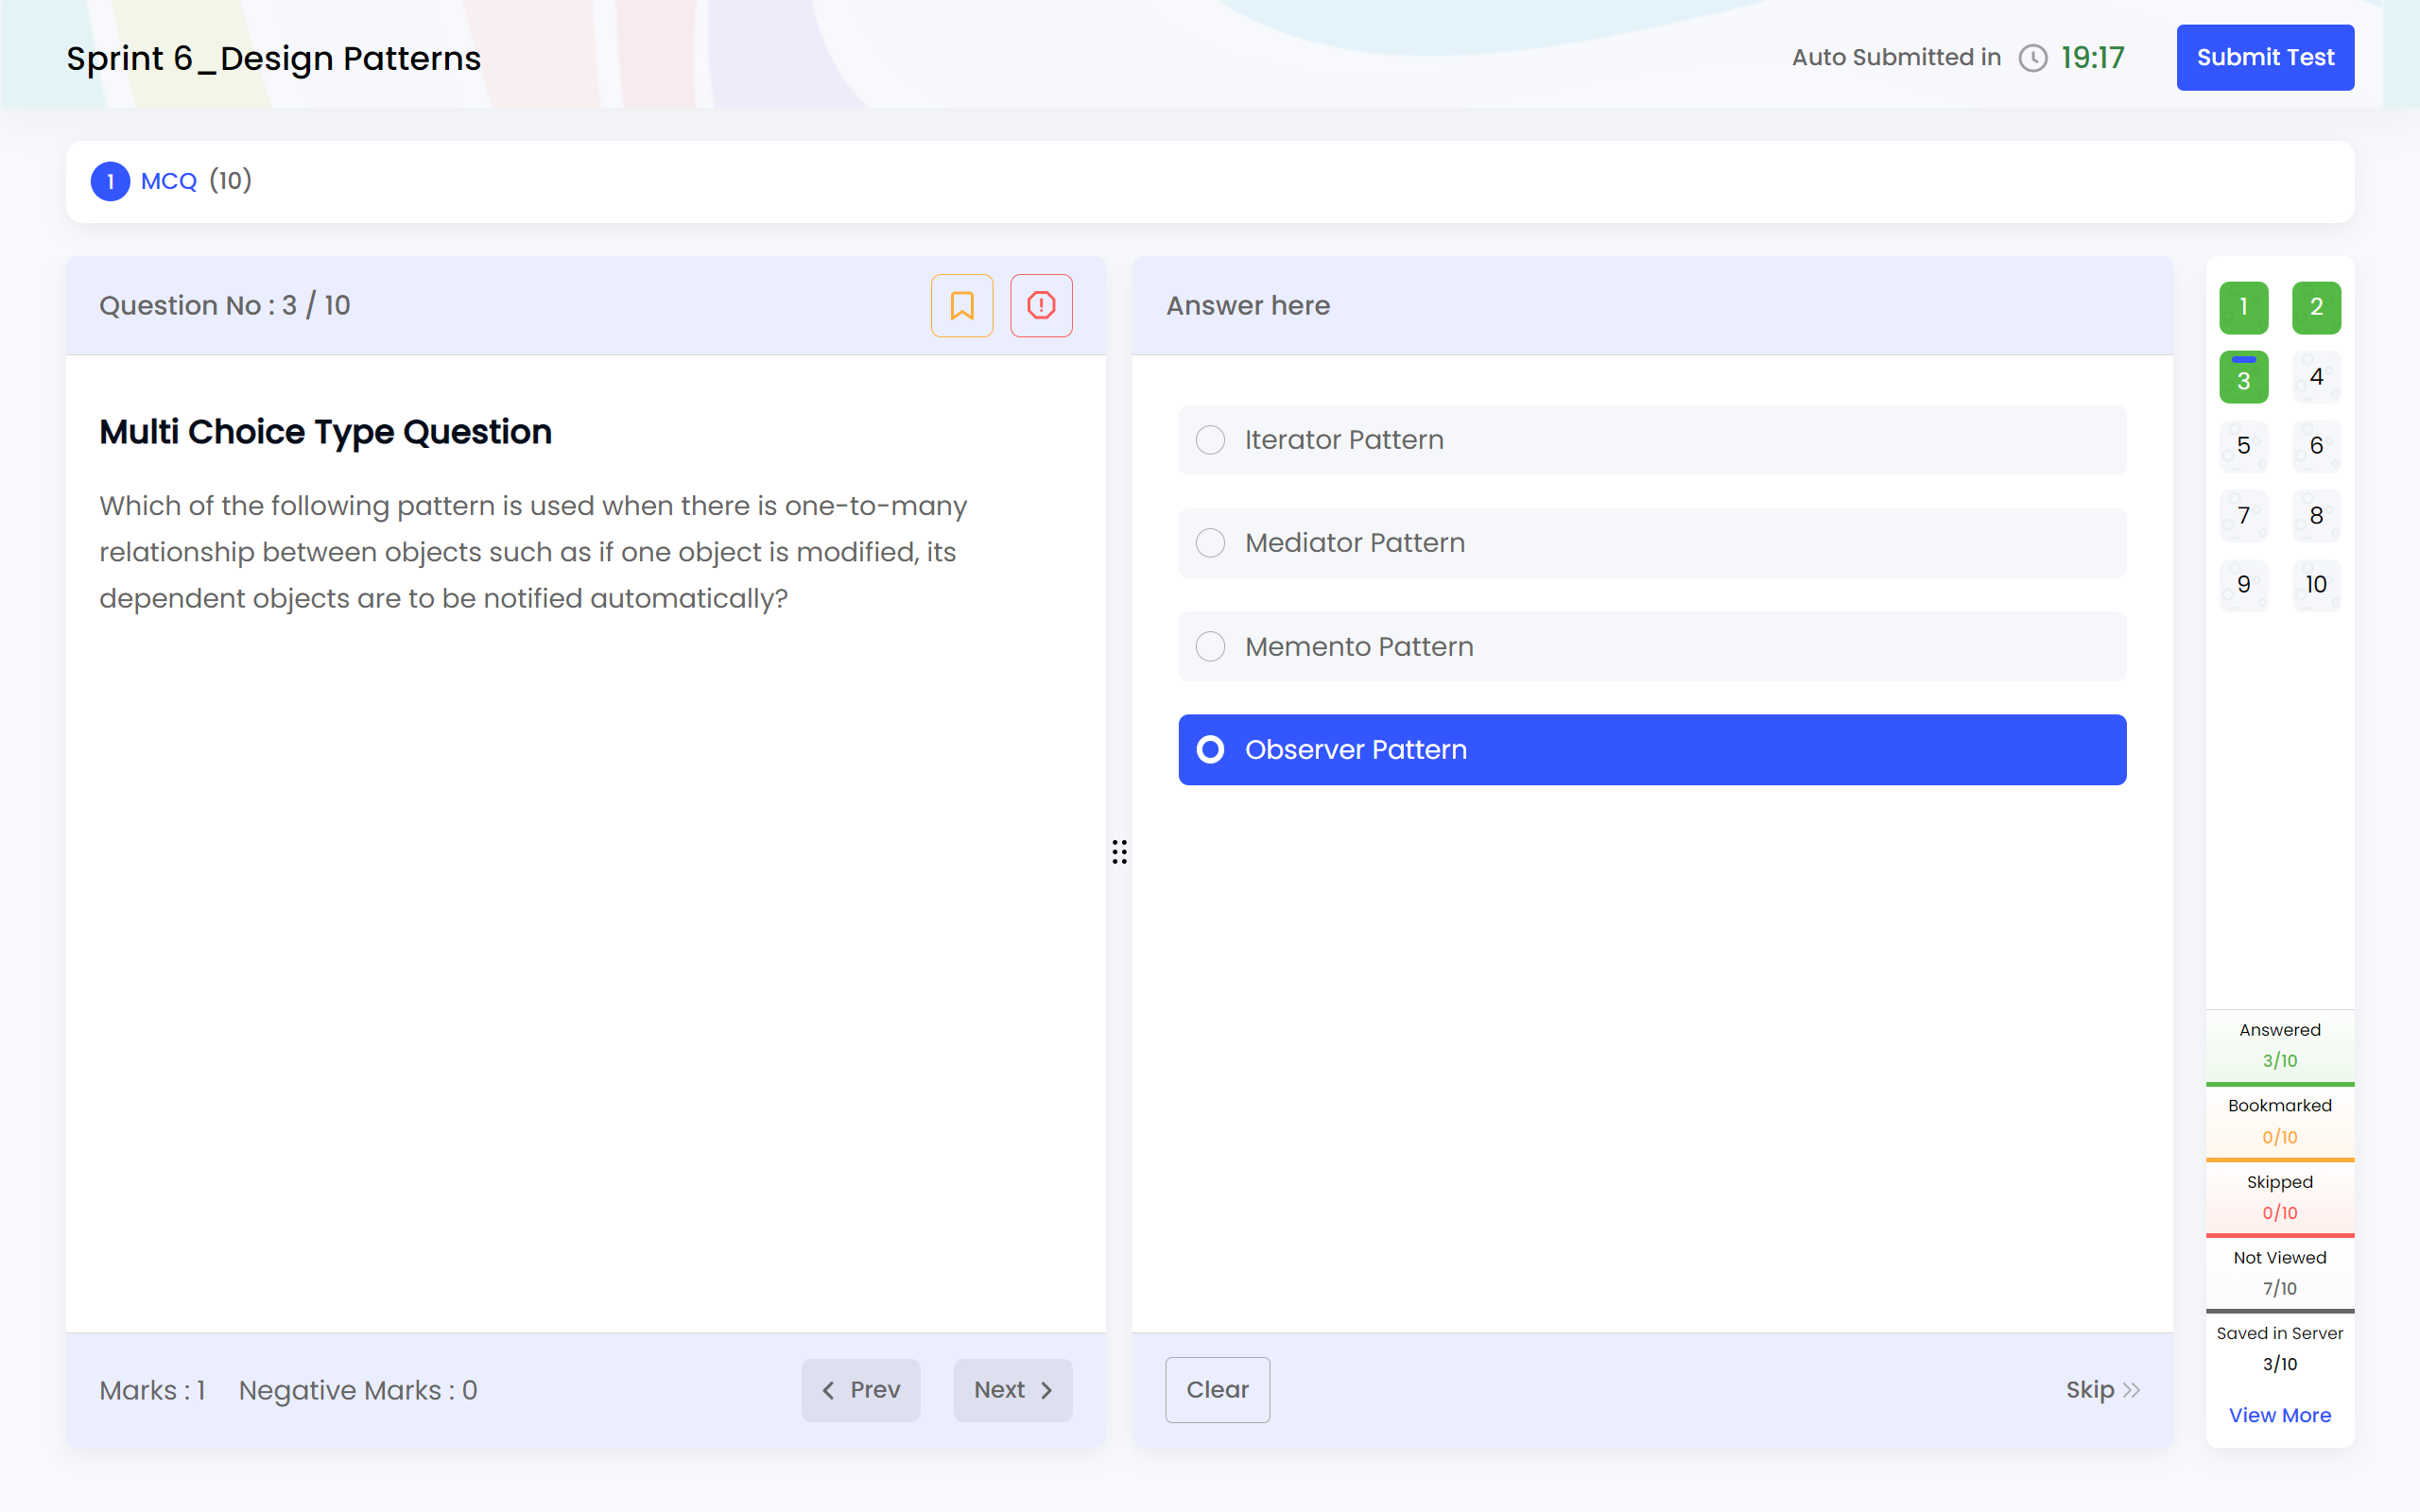 Sprint 6_Design Patterns
Auto Submitted in 19:17
Submit Test
1 MCQ (10)
Question No : 3 / 10
Multi Choice Type Question
Which of the following pattern is used when there is one-to-many
relationship between objects such as if one object is modified, its
dependent objects are to be notified automatically?
Marks : 1 Negative Marks : 0
Prev
Next
Answer here
Iterator Pattern
Mediator Pattern
Memento Pattern
Observer Pattern
Clear
Skip
1 2
3 4
5 6
7 8
9 10
Answered
3/10
Bookmarked
0/10
Skipped
0/10
Not Viewed
7/10
Saved in Server
3/10
View More